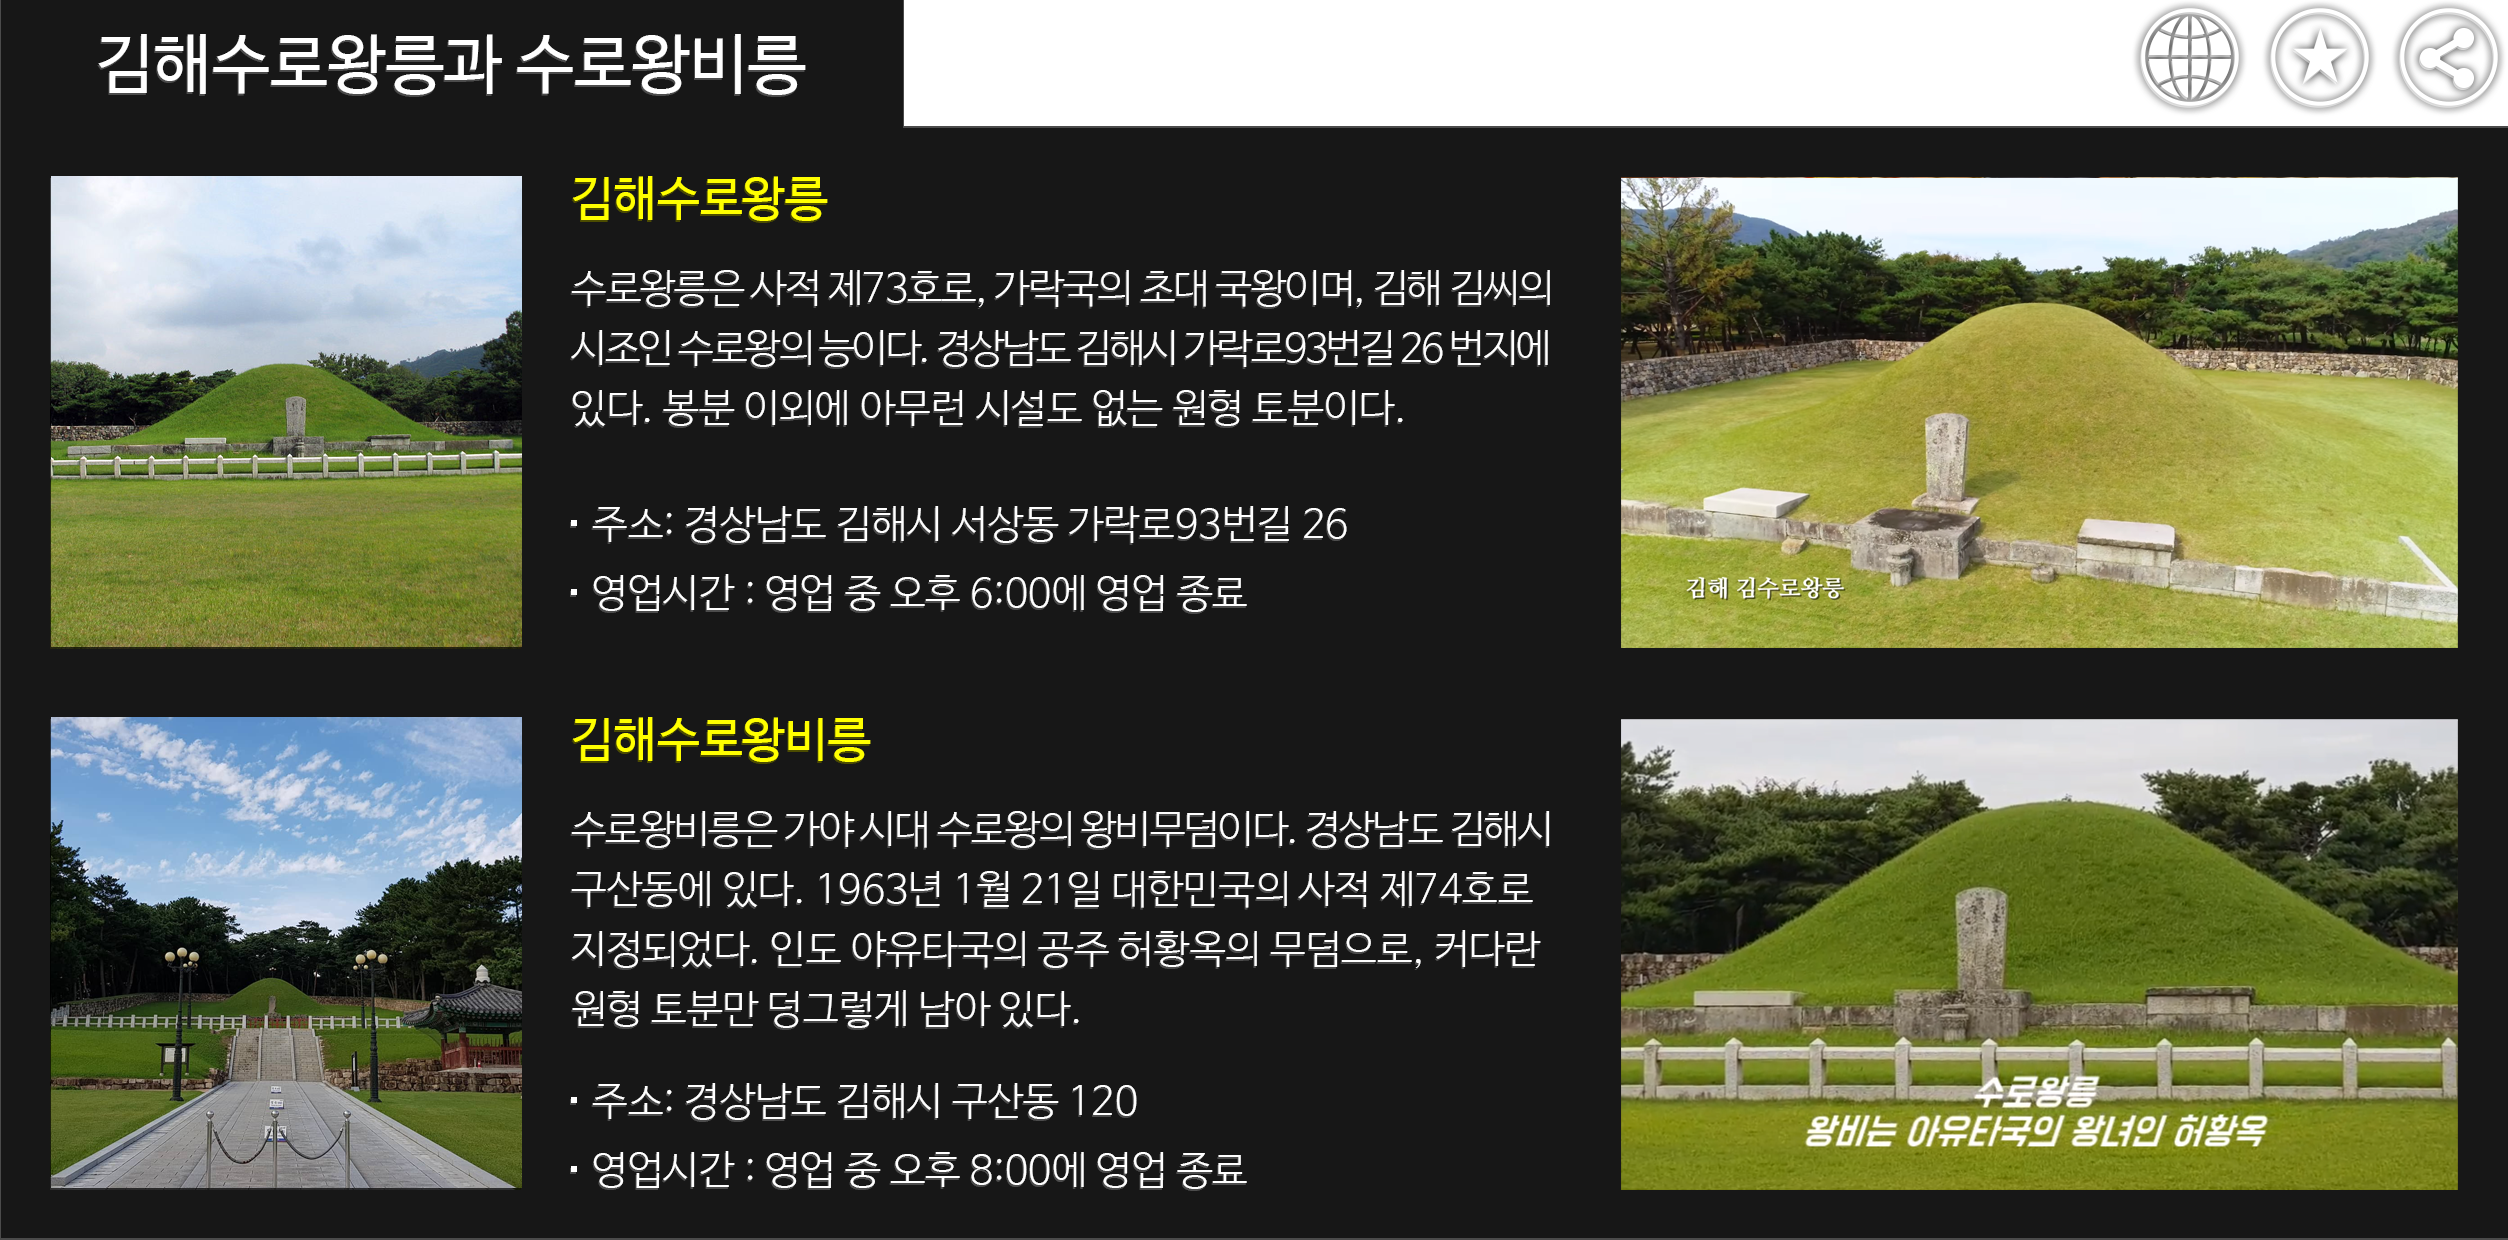 김해수로왕릉과 수로왕비릉
김해수로왕릉
수로왕릉은 사적 제73호로, 가락국의 초대 국왕이며, 김해 김씨의
시조인 수로왕의 능이다. 경상남도 김해시 가락로93번길 26 번지에
있다. 봉분 이외에 아무런 시설도 없는 원형 토분이다.
· 주소: 경상남도 김해시 서상동 가락로93번길 26
· 영업시간 : 영업 중 오후 6:00에 영업 종료
김해 김수로왕릉
김해수로왕비릉
수로왕비릉은 가야 시대 수로왕의 왕비무덤이다. 경상남도 김해시
구산동에 있다. 1963년 1월 21일 대한민국의 사적 제74호로
지정되었다. 인도 야유타국의 공주 허황옥의 무덤으로, 커다란
원형 토분만 덩그렇게 남아 있다.
· 주소: 경상남도 김해시 구산동 120
· 영업시간 : 영업 중 오후 8:00에 영업 종료
수로왕릉
왕비는 아유타국의 왕녀인 허황옥